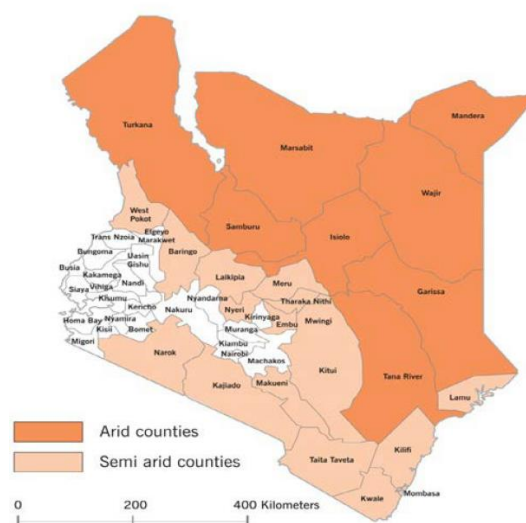 Turkana
Mandera
Marsabit
Wajir
West
Pokot
Samburu
Isiolo
Trans Nzoia
Elgeyo
Marakwet
Baringo
Bungoma
Uasin
Gishu
Laikipia
Meru
Garissa
Busia
Kakamega
Nandi
Siaya
Vihiga
Nyandarna
Tharaka Nithi
Khumu
Kericho
Nakuru
Nyeri
Kirinyaga
Embu
Mwingi
Homa Bay
Nyamira
Muranga
Kisii
Bomet
Kiambu
Nairobi
Migori
Machakos
Narok
Kitui
Tana River
Kajiado
Makueni
Lamu
Arid counties
Semi arid counties
Taita Taveta
Kilifi
Kwale
Mombasa
0 200 400 Kilometers